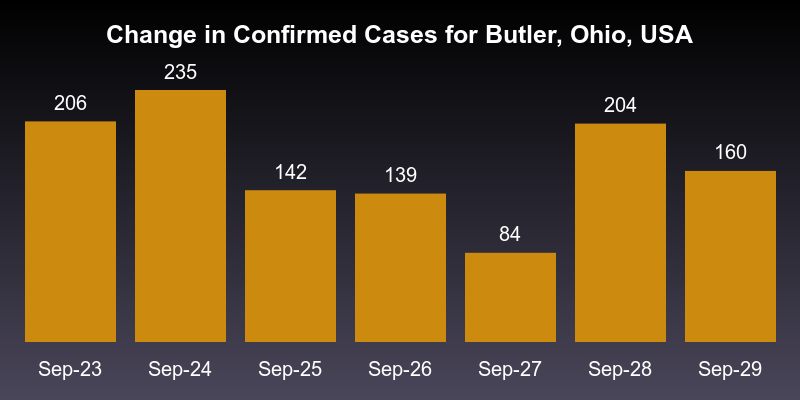 Change in Confirmed Cases for Butler, Ohio, USA
206
235
142
139
84
204
160
Sep-23
Sep-24
Sep-25
Sep-26
Sep-27
Sep-28
Sep-29